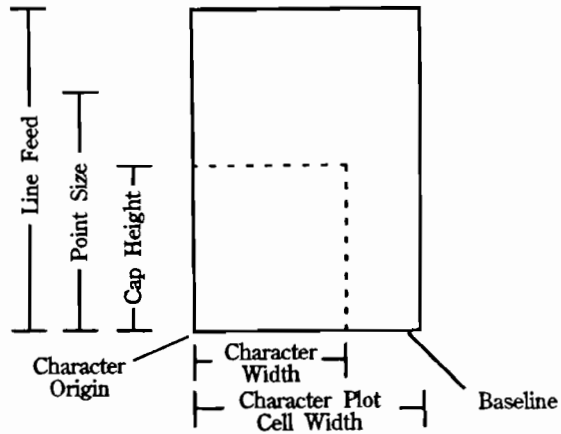 Line Feed
Point Size
Cap Height
Character
Origin
Character
Width
Character Plot
Cell Width
Baseline